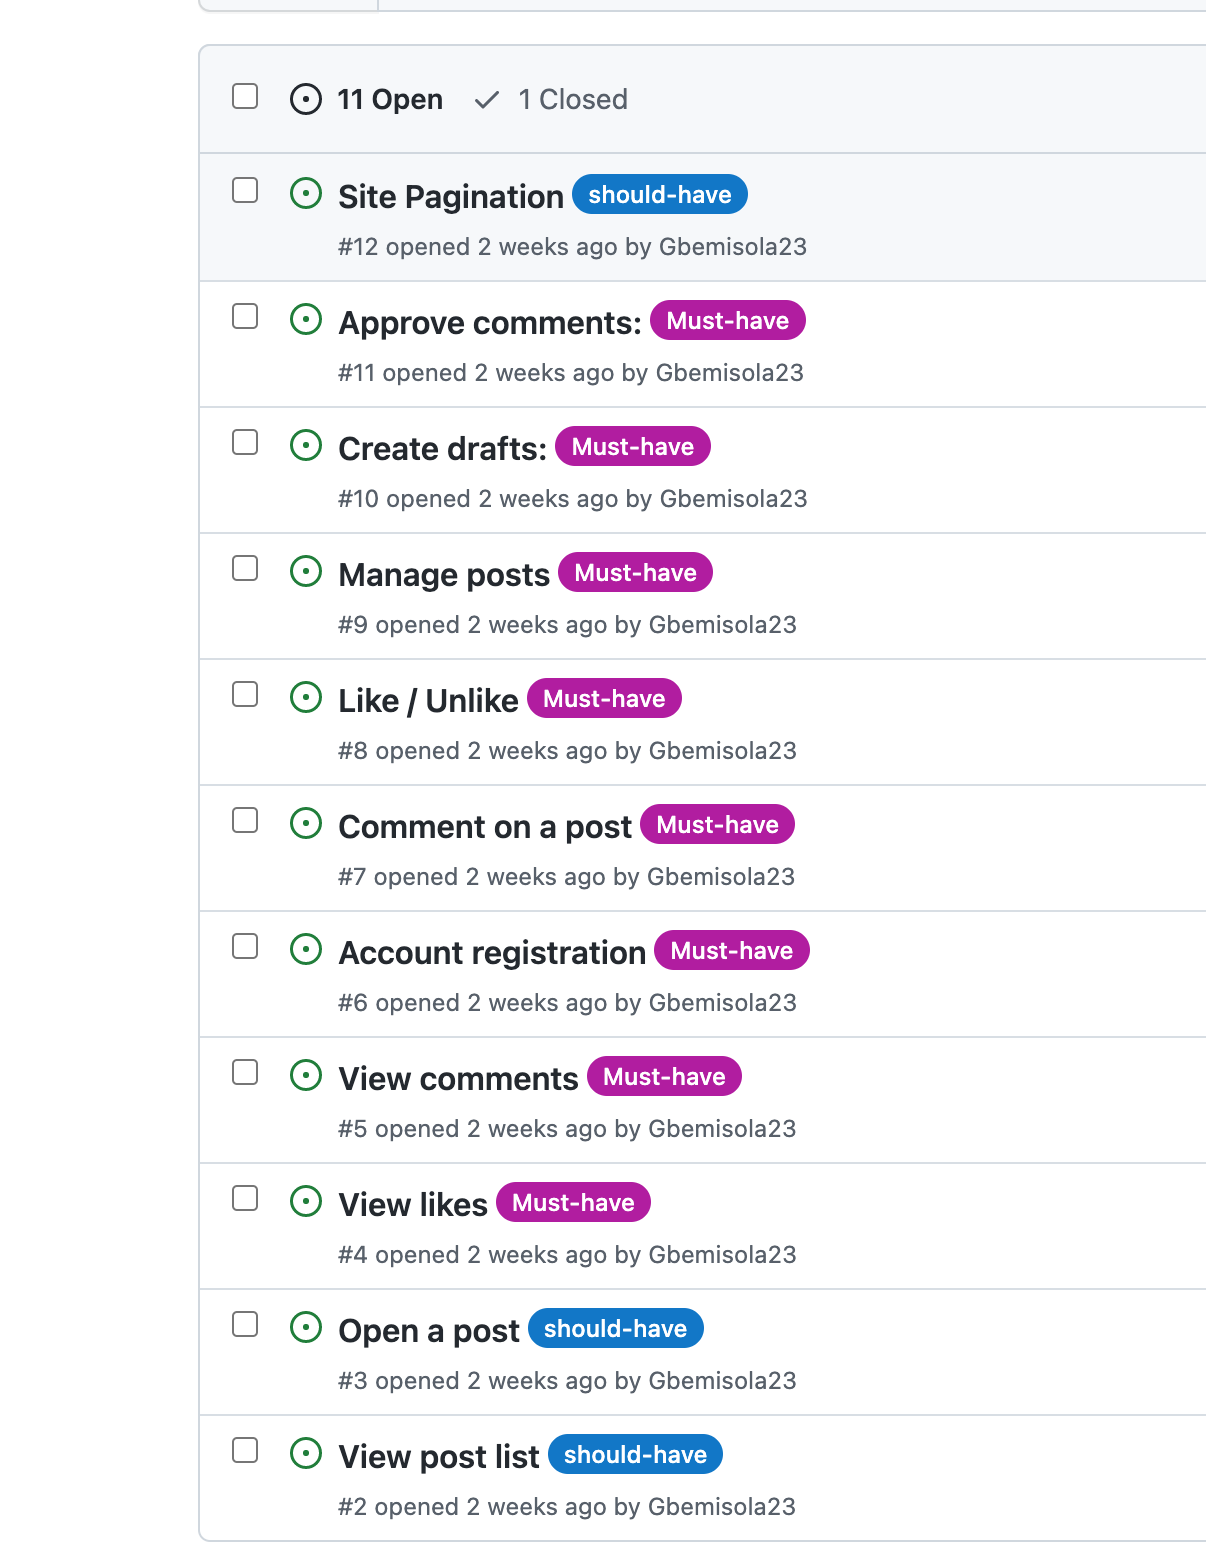 11 Open 1 Closed
Site Pagination should-have
#12 opened 2 weeks ago by Gbemisola23
Approve comments: Must-have
#11 opened 2 weeks ago by Gbemisola23
Create drafts: Must-have
#10 opened 2 weeks ago by Gbemisola23
Manage posts Must-have
#9 opened 2 weeks ago by Gbemisola23
Like / Unlike Must-have
#8 opened 2 weeks ago by Gbemisola23
Comment on a post Must-have
#7 opened 2 weeks ago by Gbemisola23
Account registration Must-have
#6 opened 2 weeks ago by Gbemisola23
View comments Must-have
#5 opened 2 weeks ago by Gbemisola23
View likes Must-have
#4 opened 2 weeks ago by Gbemisola23
Open a post should-have
#3 opened 2 weeks ago by Gbemisola23
View post list should-have
#2 opened 2 weeks ago by Gbemisola23